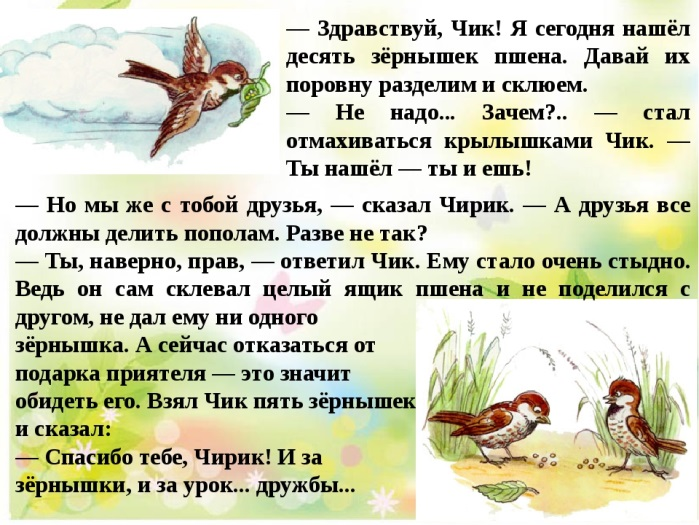 — Здравствуй, Чик! Я сегодня нашёл
десять зёрнышек пшена. Давай их
поровну разделим и склюем.
— Не надо... Зачем?.. — стал
отмахиваться крылышками Чик. —
Ты нашёл — ты и ешь!
— Но мы же с тобой друзья, — сказал Чирик. — А друзья все
должны делить пополам. Разве не так?
— Ты, наверно, прав, — ответил Чик. Ему стало очень стыдно.
Ведь он сам склевал целый ящик пшена и не поделился с
другом, не дал ему ни одного
зёрнышка. А сейчас отказаться от
подарка приятеля — это значит
обидеть его. Взял Чик пять зёрнышек
и сказал:
— Спасибо тебе, Чирик! И за
зёрнышки, и за урок... дружбы...